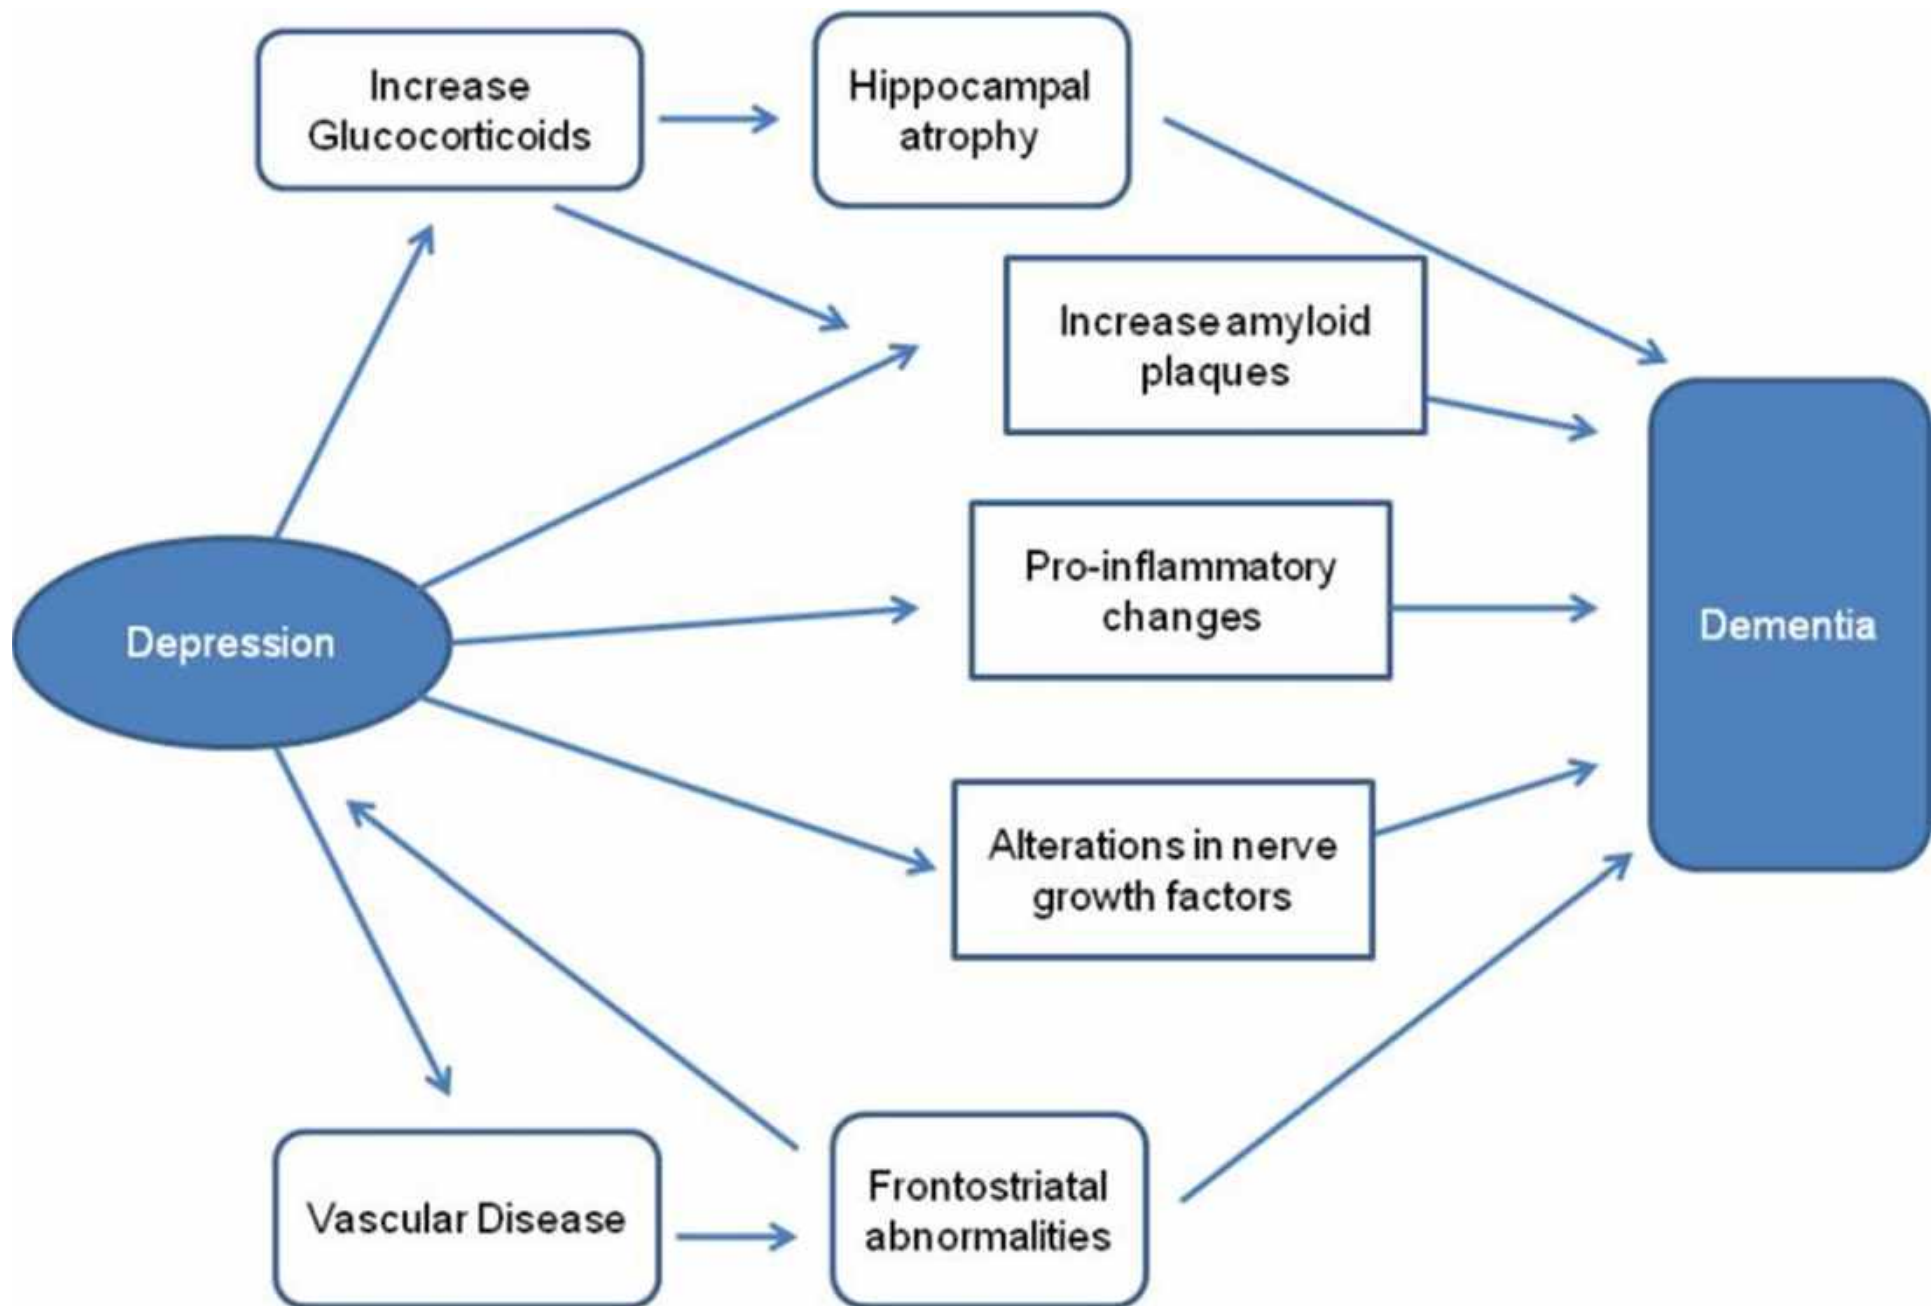 Increase
Glucocorticoids
Hippocampal
atrophy
Increase amyloid
plaques
Pro-inflammatory
changes
Depression
Dementia
Alterations in nerve
growth factors
Vascular Disease
Frontostriatal
abnormalities